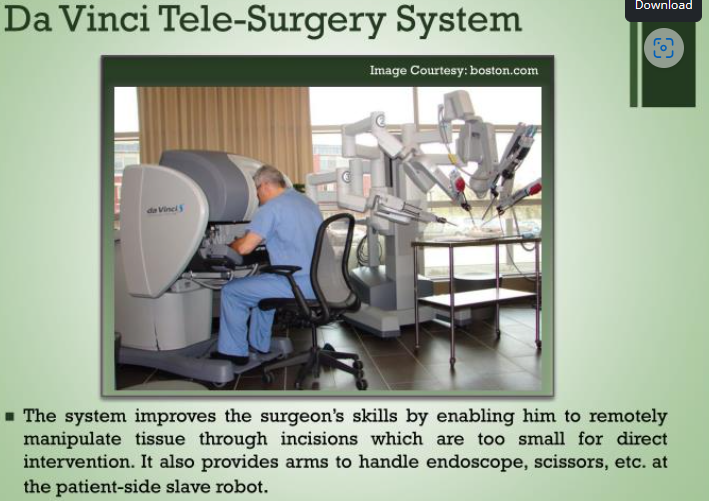 Download
Da Vinci Tele-Surgery System
Image Courtesy: boston.com
da Vinci S
■ The system improves the surgeon's skills by enabling him to remotely
manipulate tissue through incisions which are too small for direct
intervention. It also provides arms to handle endoscope, scissors, etc. at
the patient-side slave robot.